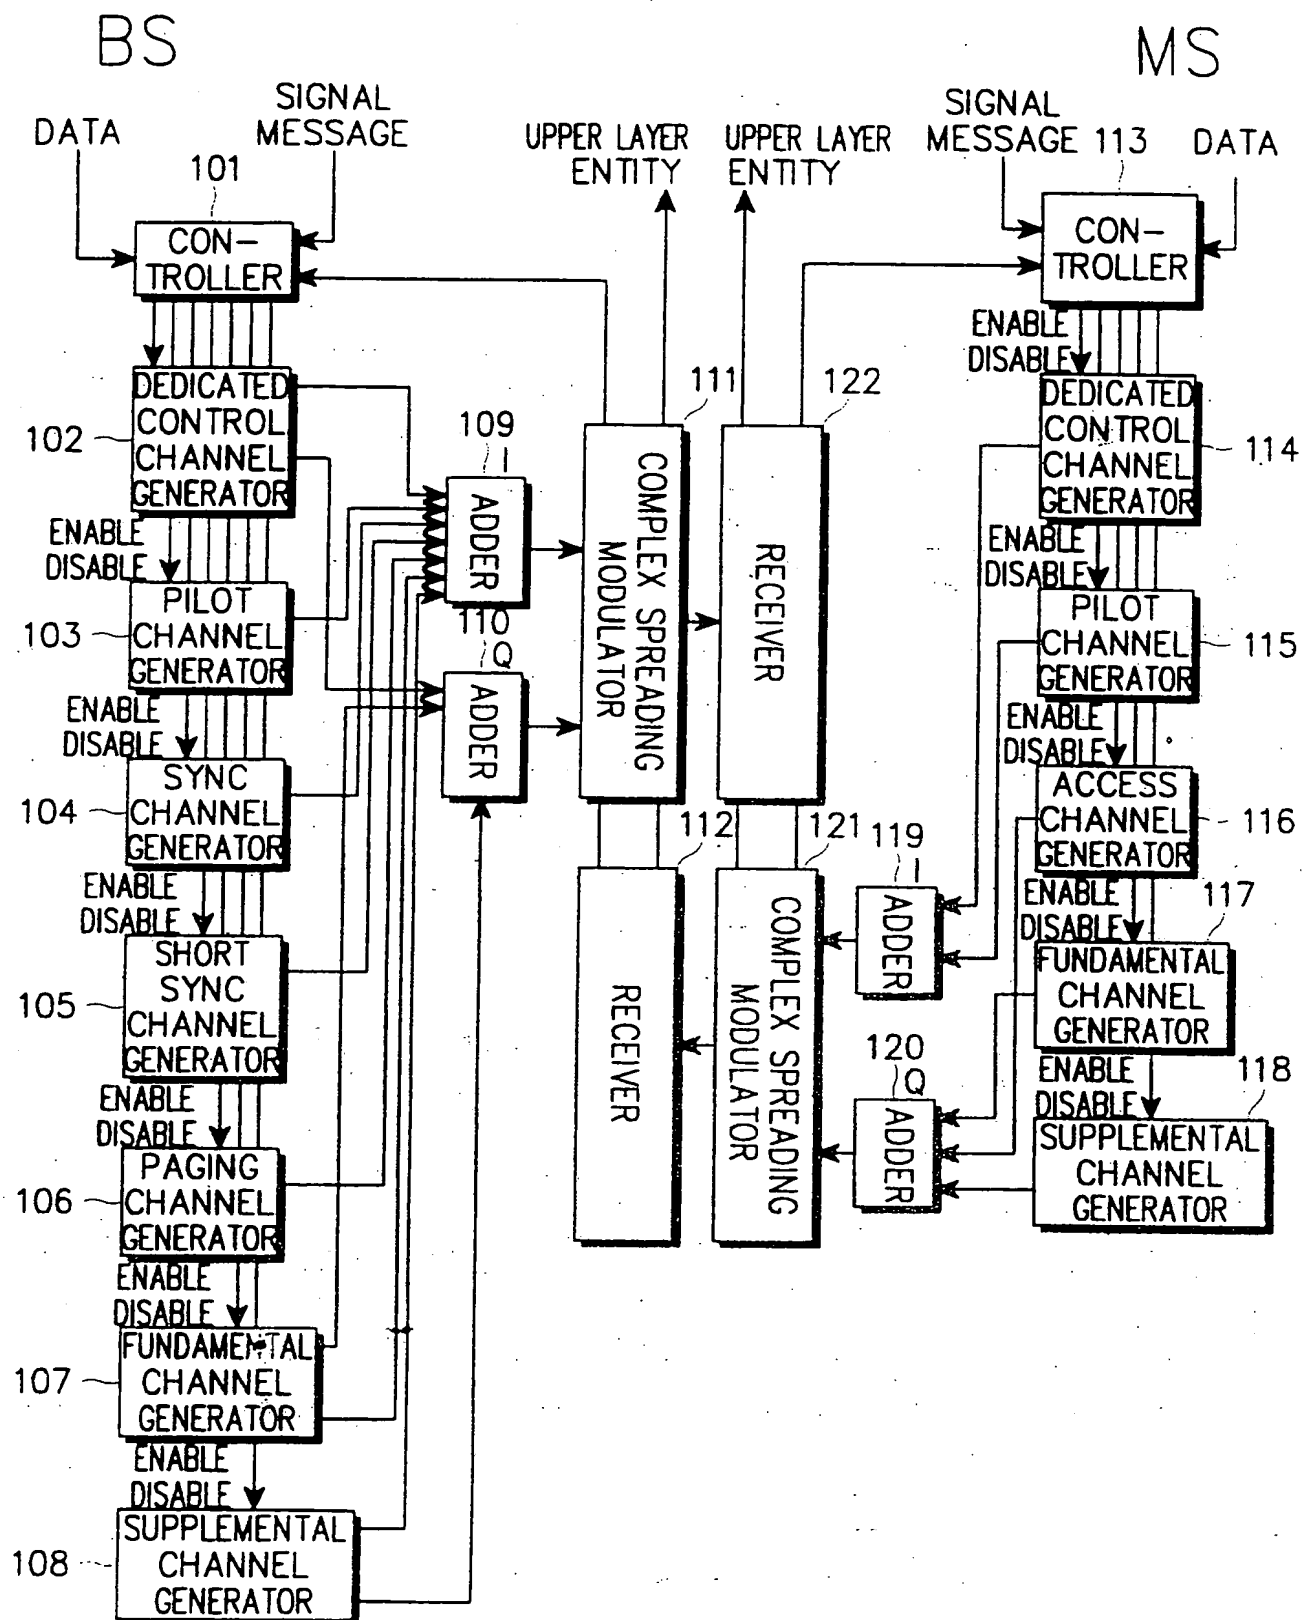 BS
DATA
SIGNAL
MESSAGE
101
CON-
TROLLER
DEDICATED
CONTROL
CHANNEL
GENERATOR
102
ENABLE
DISABLE
PILOT
CHANNEL
GENERATOR
103
ENABLE
DISABLE
SYNC
CHANNEL
GENERATOR
104
ENABLE
DISABLE
SHORT
SYNC
CHANNEL
GENERATOR
105
ENABLE
DISABLE
PAGING
CHANNEL
GENERATOR
106
ENABLE
DISABLE
FUNDAMENTAL
CHANNEL
GENERATOR
107
ENABLE
DISABLE
SUPPLEMENTAL
CHANNEL
GENERATOR
108
109
I
ADDER
110
Q
ADDER
UPPER LAYER
ENTITY
UPPER LAYER
ENTITY
111
COMPLEX SPREADING
MODULATOR
122
RECEIVER
112
RECEIVER
121
COMPLEX SPREADING
MODULATOR
119
I
ADDER
120
Q
ADDER
MS
SIGNAL
MESSAGE
113
DATA
CON-
TROLLER
ENABLE
DISABLE
DEDICATED
CONTROL
CHANNEL
GENERATOR
114
ENABLE
DISABLE
PILOT
CHANNEL
GENERATOR
115
ENABLE
DISABLE
ACCESS
CHANNEL
GENERATOR
116
ENABLE
DISABLE
117
FUNDAMENTAL
CHANNEL
GENERATOR
ENABLE
DISABLE
118
SUPPLEMENTAL
CHANNEL
GENERATOR